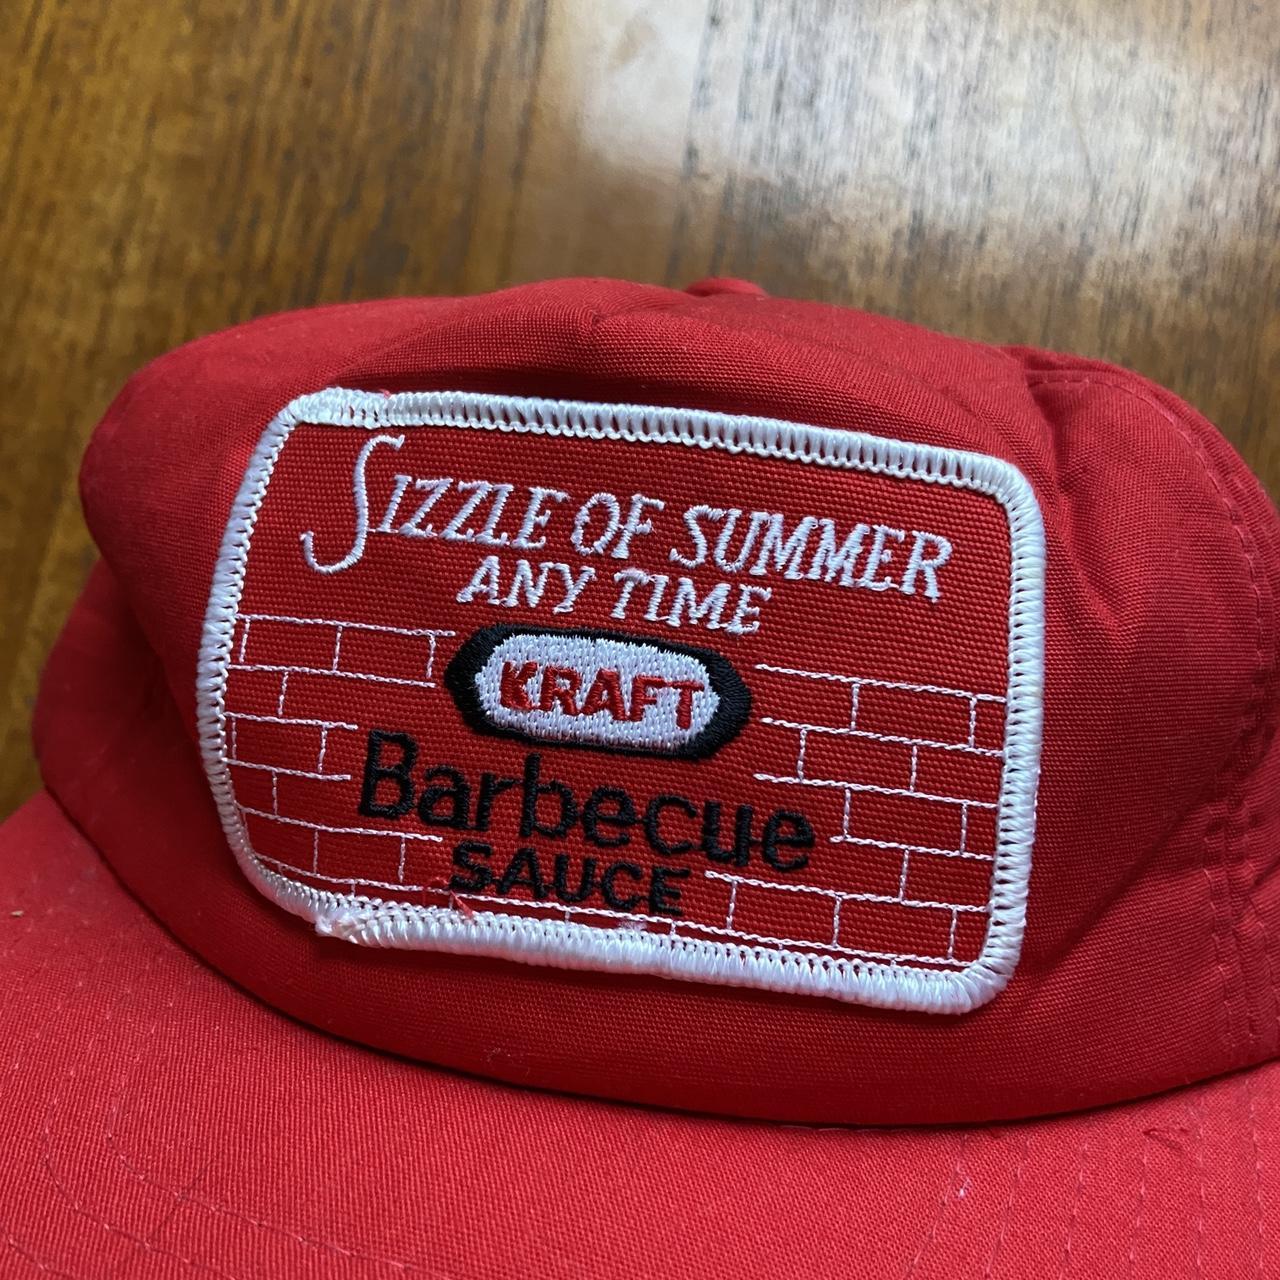 SIZZLE OF SUMMER
ANY TIME
KRAFT
Barbecue
SAUCE